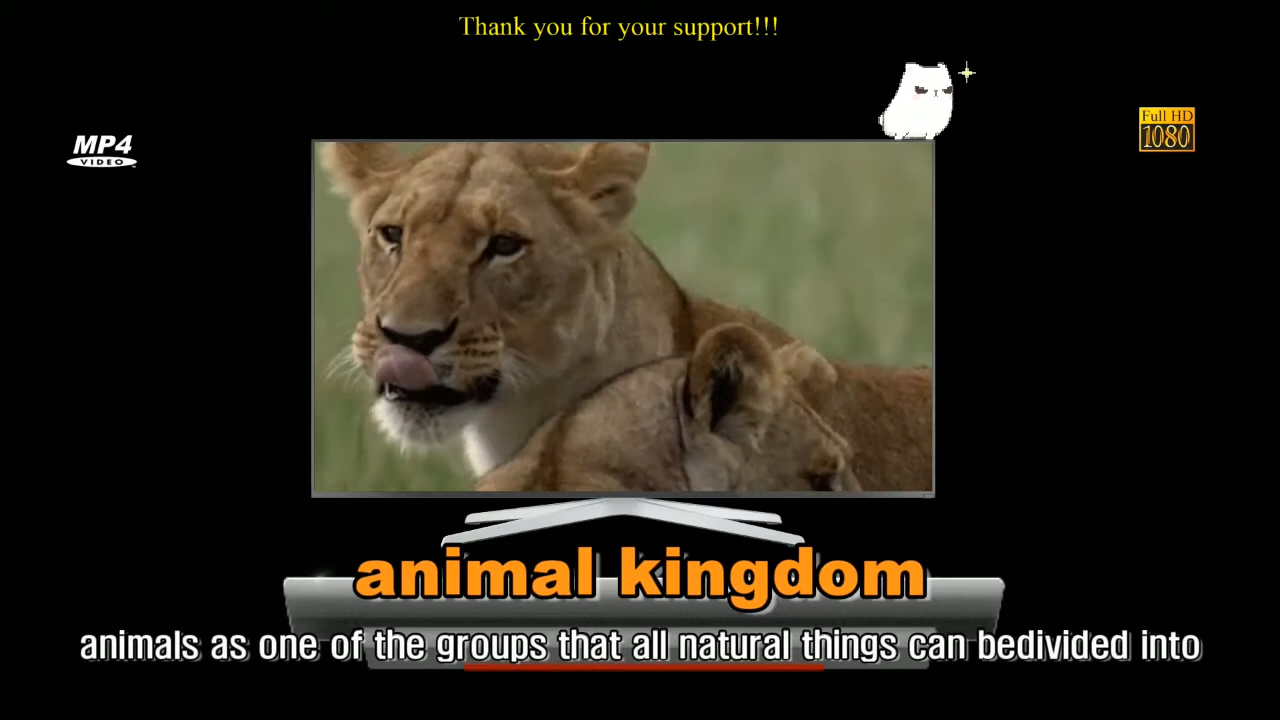 Thank you for your support!!!
MP4
VIDEO
Full HD
1080
animal kingdom
animals as one of the groups that all natural things can bedivided into